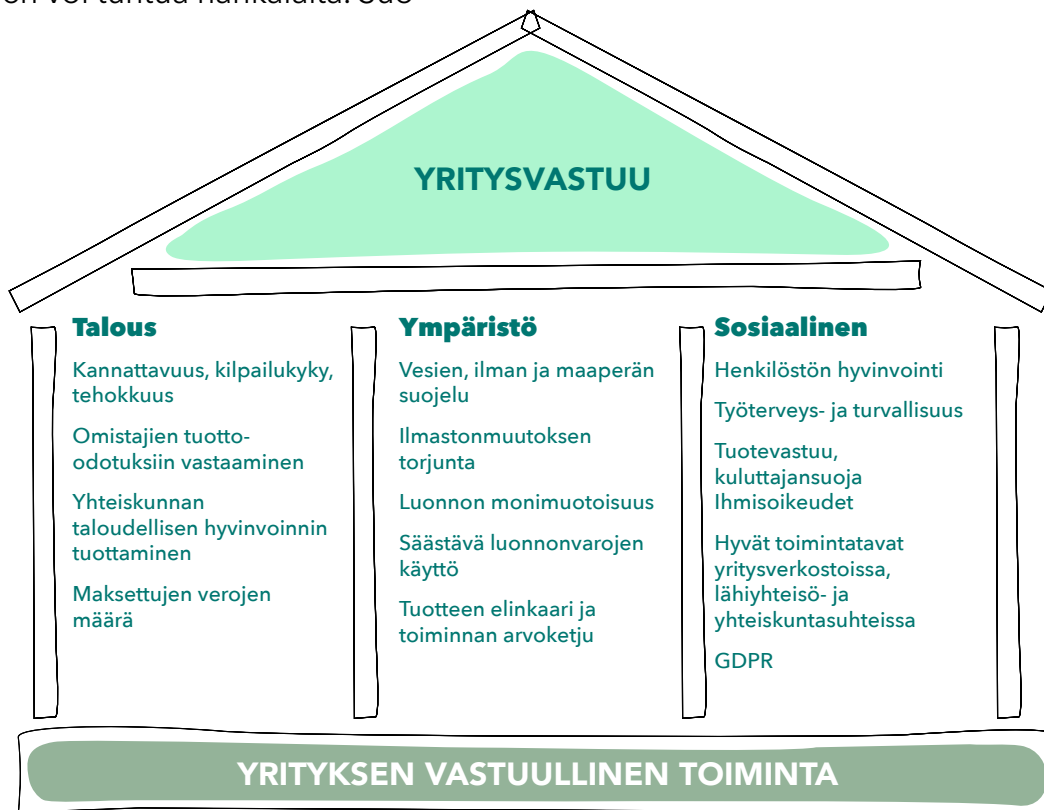 YRITYSVASTUU
Talous
Kannattavuus, kilpailukyky,
tehokkuus
Omistajien tuotto-
odotuksiin vastaaminen
Yhteiskunnan
taloudellisen hyvinvoinnin
tuottaminen
Maksettujen verojen
määrä
Ympäristö
Vesien, ilman ja maaperän
suojelu
Ilmastonmuutoksen
torjunta
Luonnon monimuotoisuus
Säästävä luonnonvarojen
käyttö
Tuotteen elinkaari ja
toiminnan arvoketju
Sosiaalinen
Henkilöstön hyvinvointi
Työterveys- ja turvallisuus
Tuotevastuu,
kuluttajansuoja
Ihmisoikeudet
Hyvät toimintatavat
yritysverkostoissa,
lähiyhteisö- ja
yhteiskuntasuhteissa
GDPR
YRITYKSEN VASTUULLINEN TOIMINTA